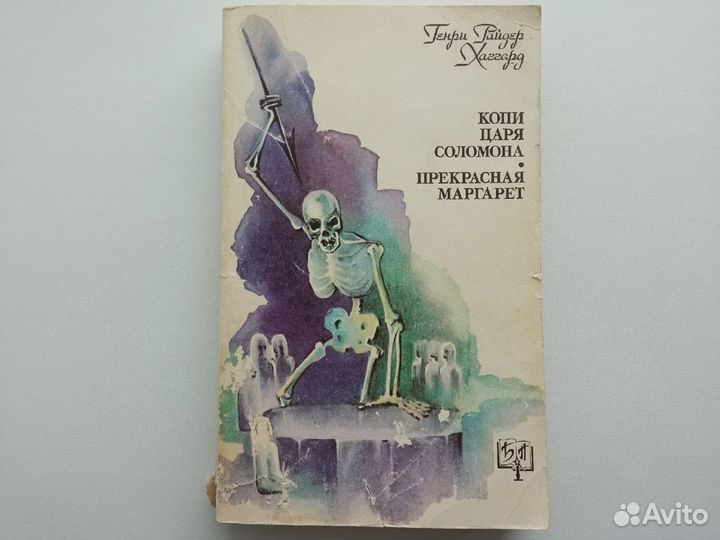 Генри Райдер
Хаггард
КОПИ
ЦАРЯ
СОЛОМОНА
•
ПРЕКРАСНАЯ
МАРГАРЕТ
Avito